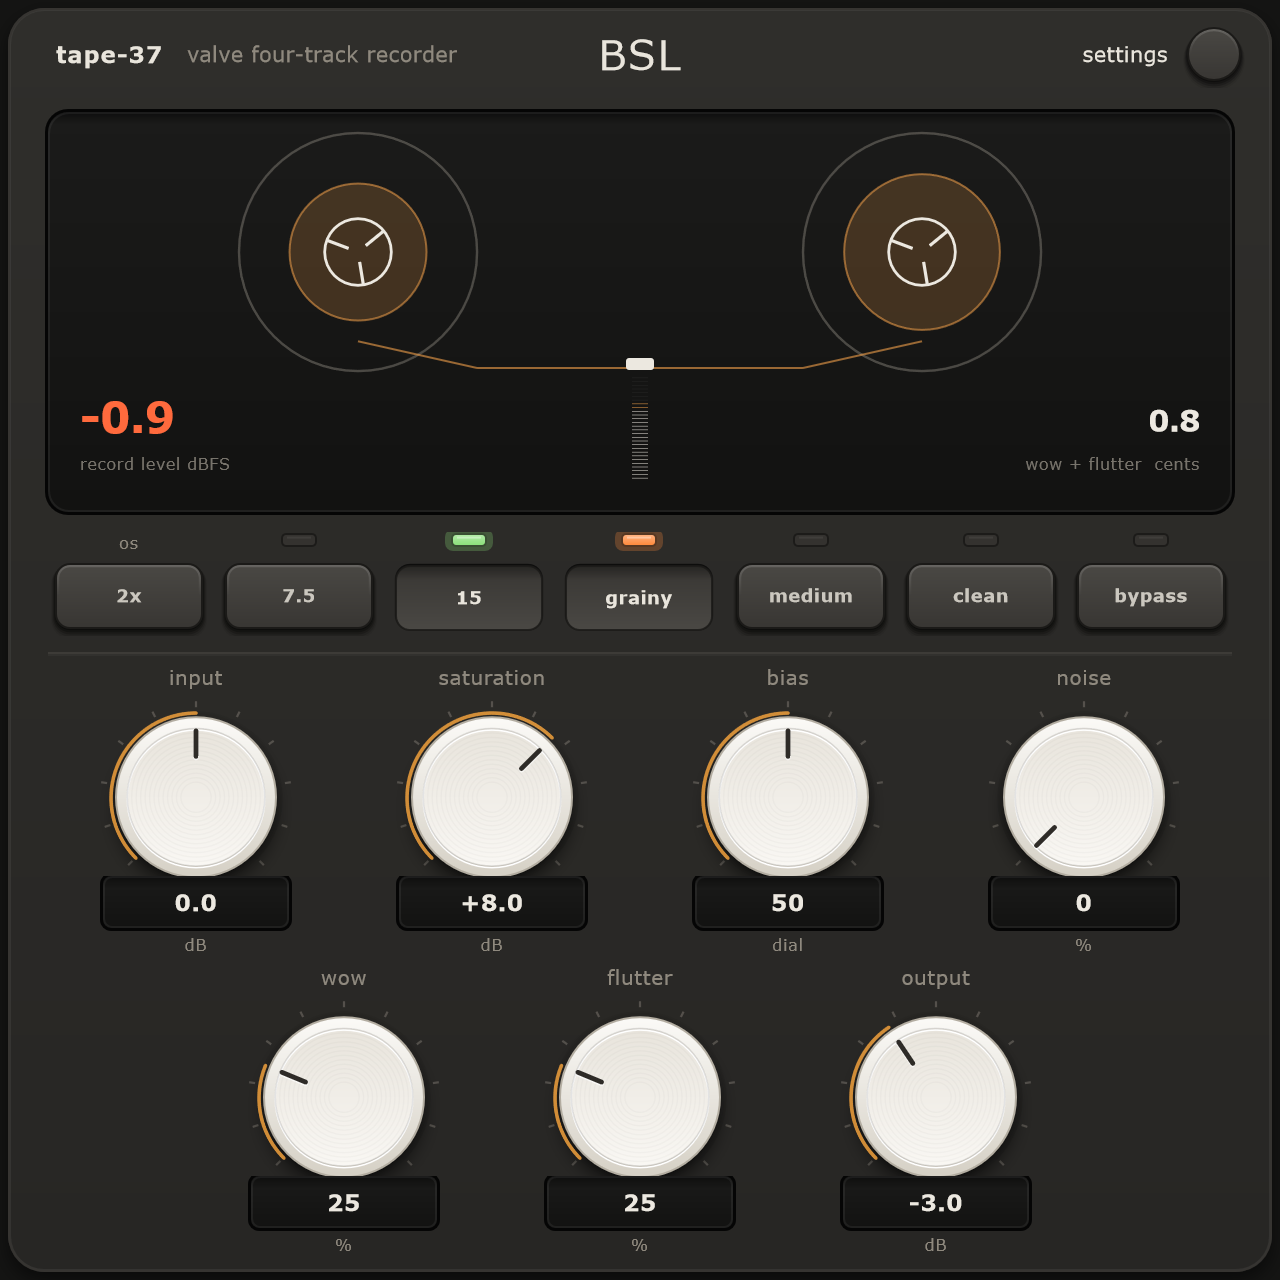 tape-37 valve four-track recorder BSL settings
-0.9 0.8
record level dBFS wow + flutter cents
os
2x 7.5 15 grainy medium clean bypass
input saturation bias noise
0.0 +8.0 50 0
dB dB dial %
wow flutter output
25 25 -3.0
% % dB